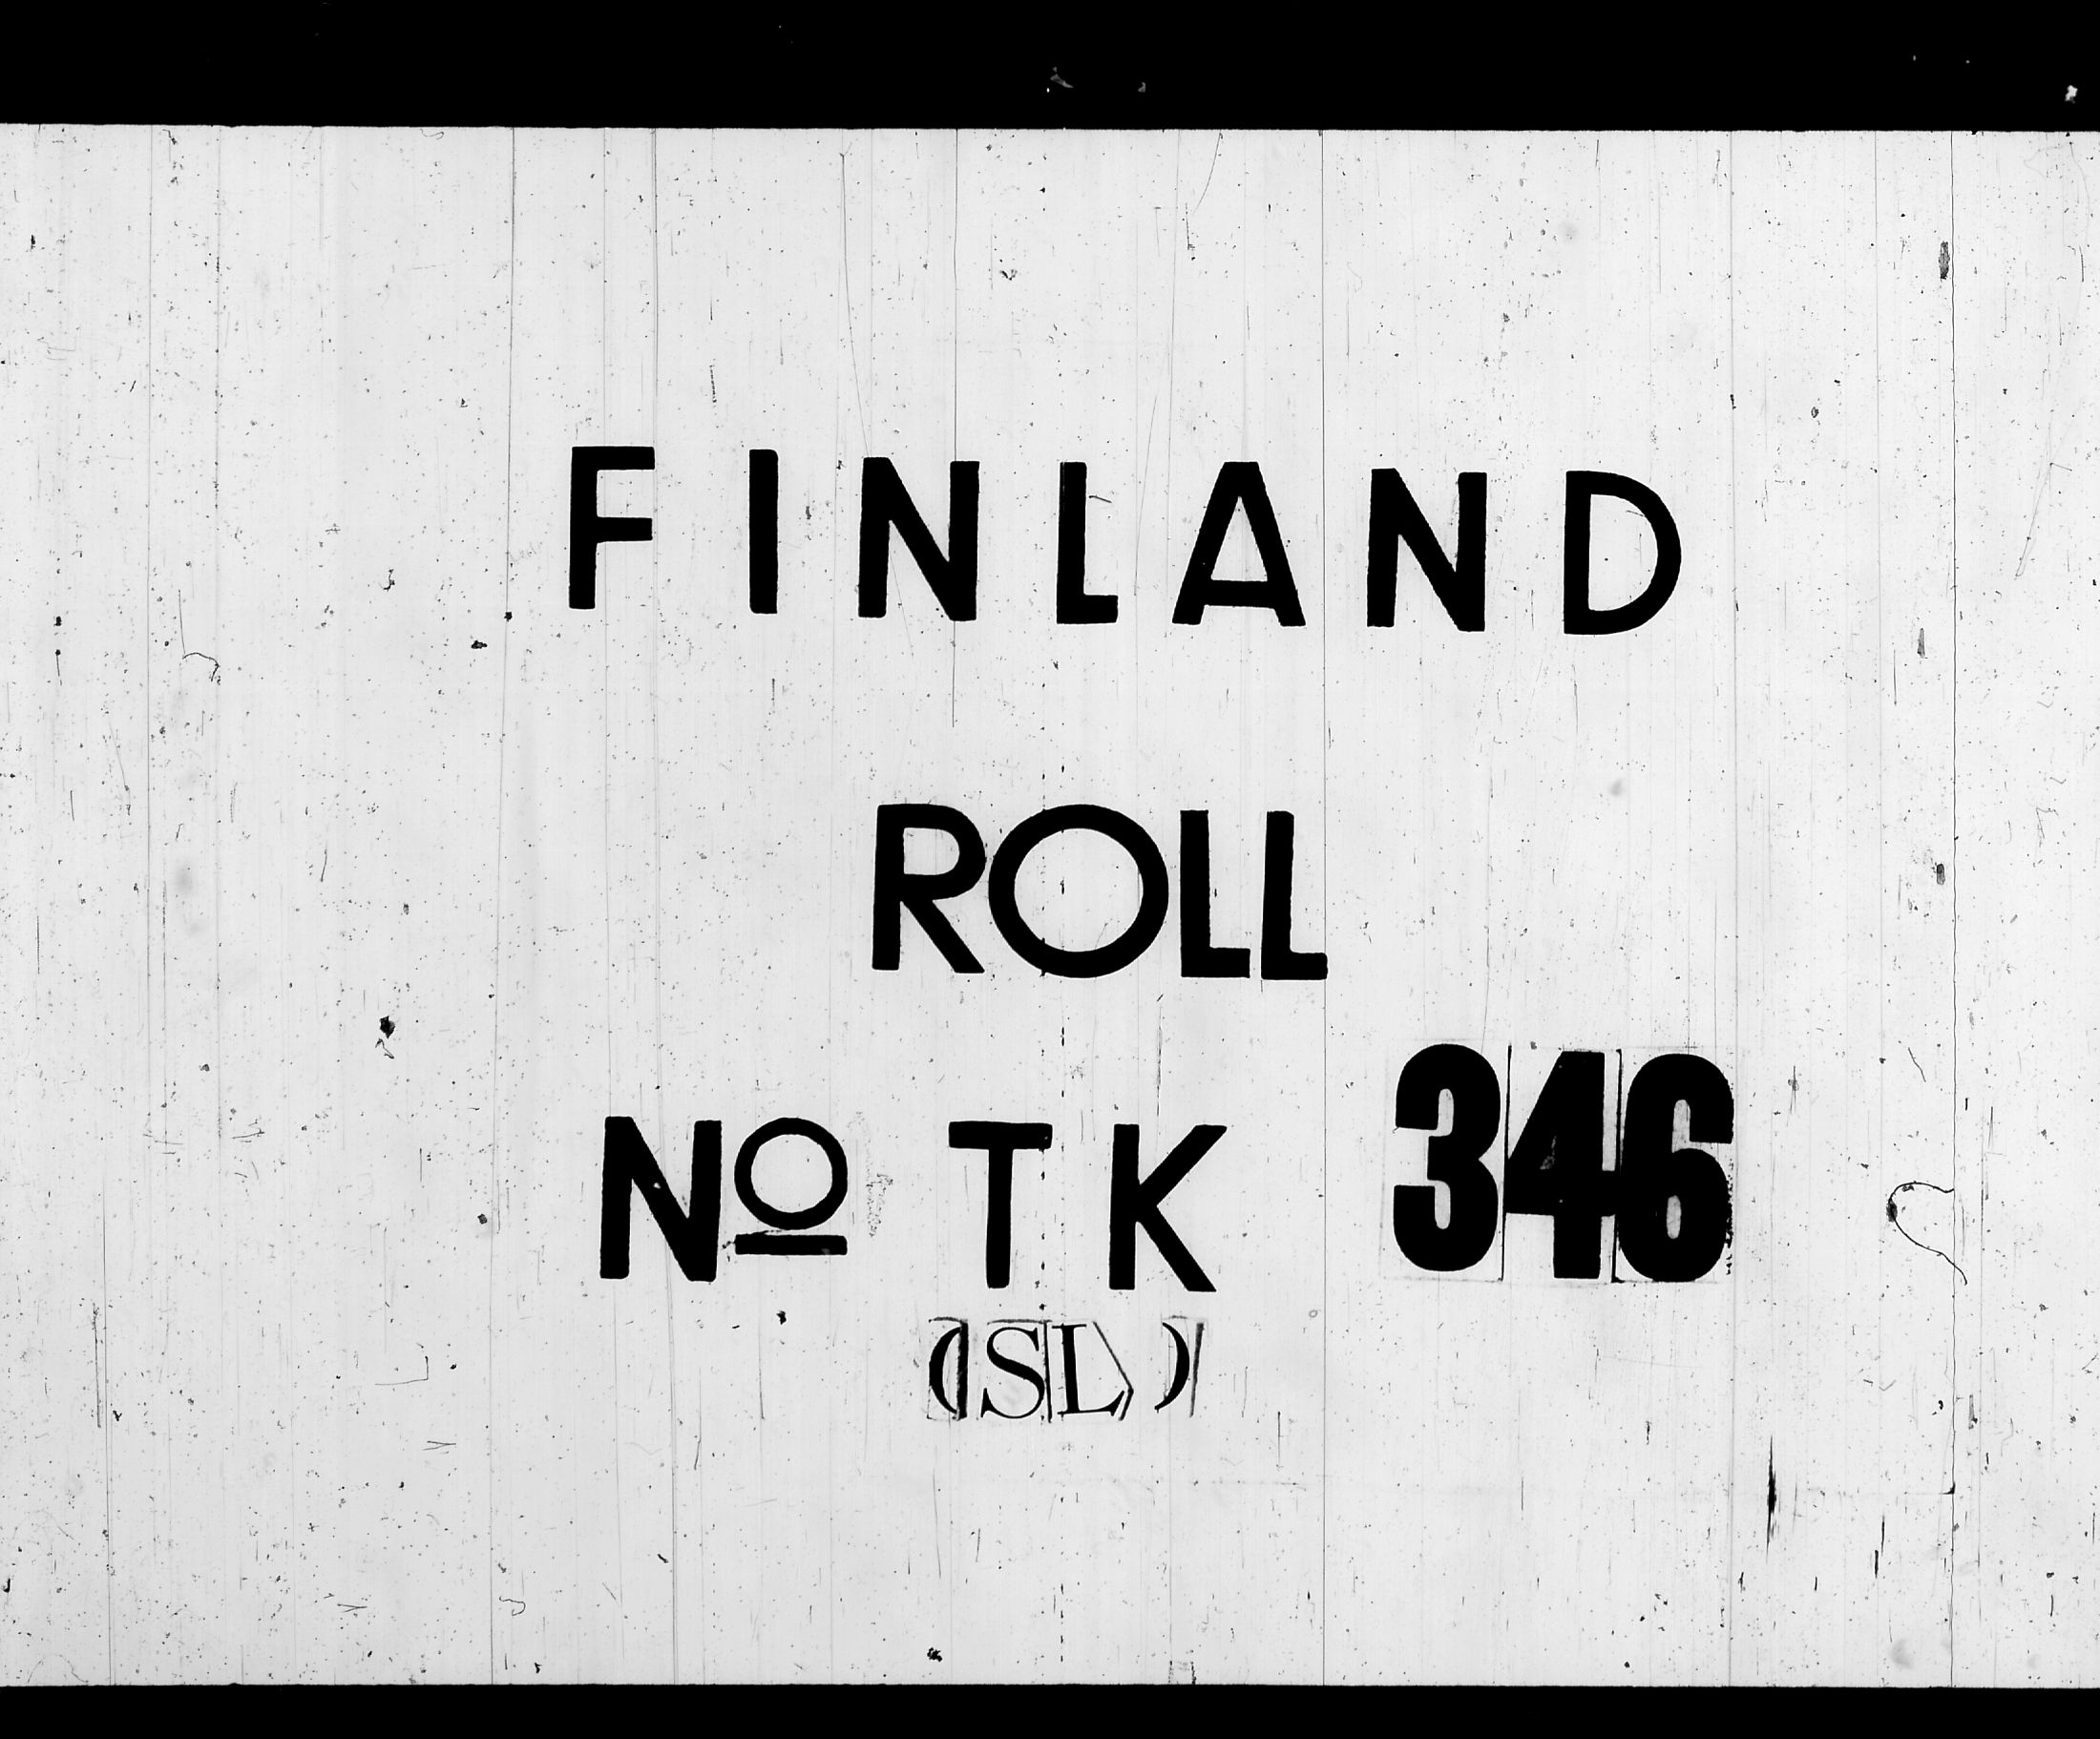 FINLAND
ROLL
Nº TK 346
(SL)